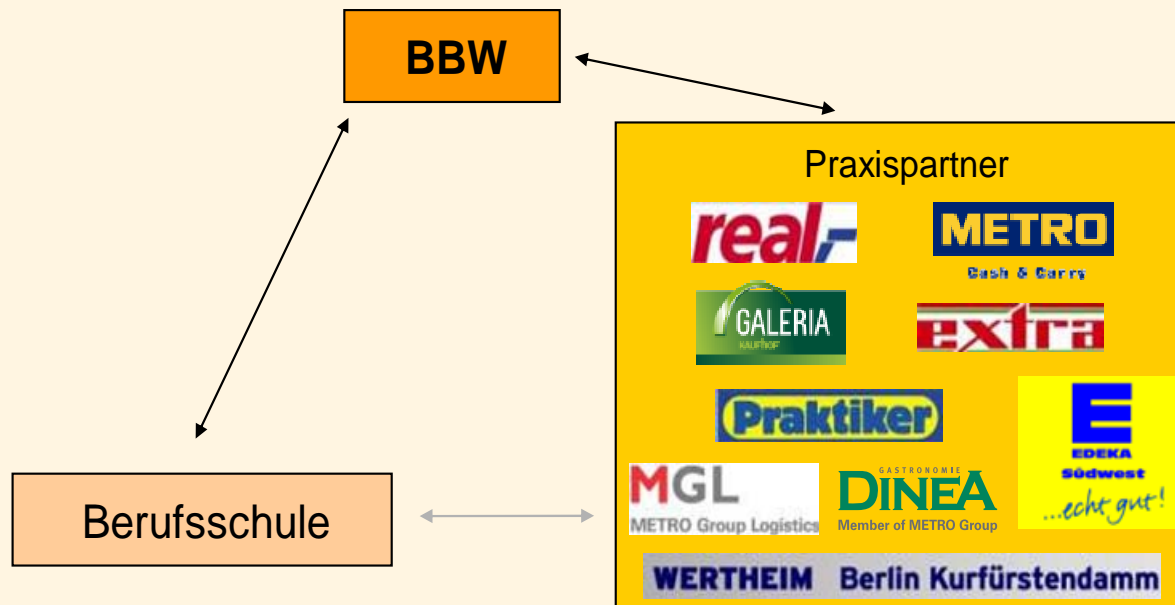 BBW
Praxispartner
real,-
METRO
Cash & Carry
GALERIA
KAUFHOF
extra
Praktiker
EDEKA
Südwest
...echt gut!
MGL
METRO Group Logistics
GASTRONOMIE
DINEA
Member of METRO Group
WERTHEIM Berlin Kurfürstendamm
Berufsschule